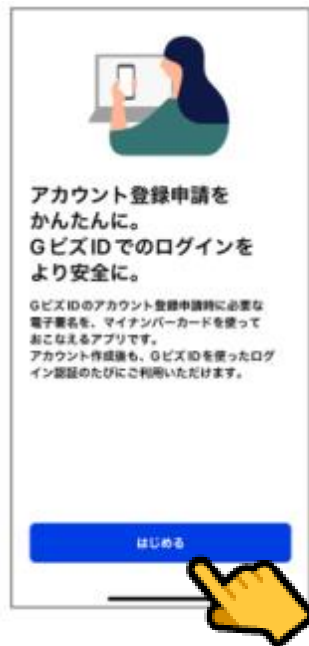 アカウント登録申請を
かんたんに。
GビズIDでのログインを
より安全に。
GビズIDのアカウント登録申請時に必要な
電子署名を、マイナンバーカードを使って
おこなえるアプリです。
アカウント作成後も、GビズIDを使ったログ
イン認証のたびにご利用いただけます。
はじめる